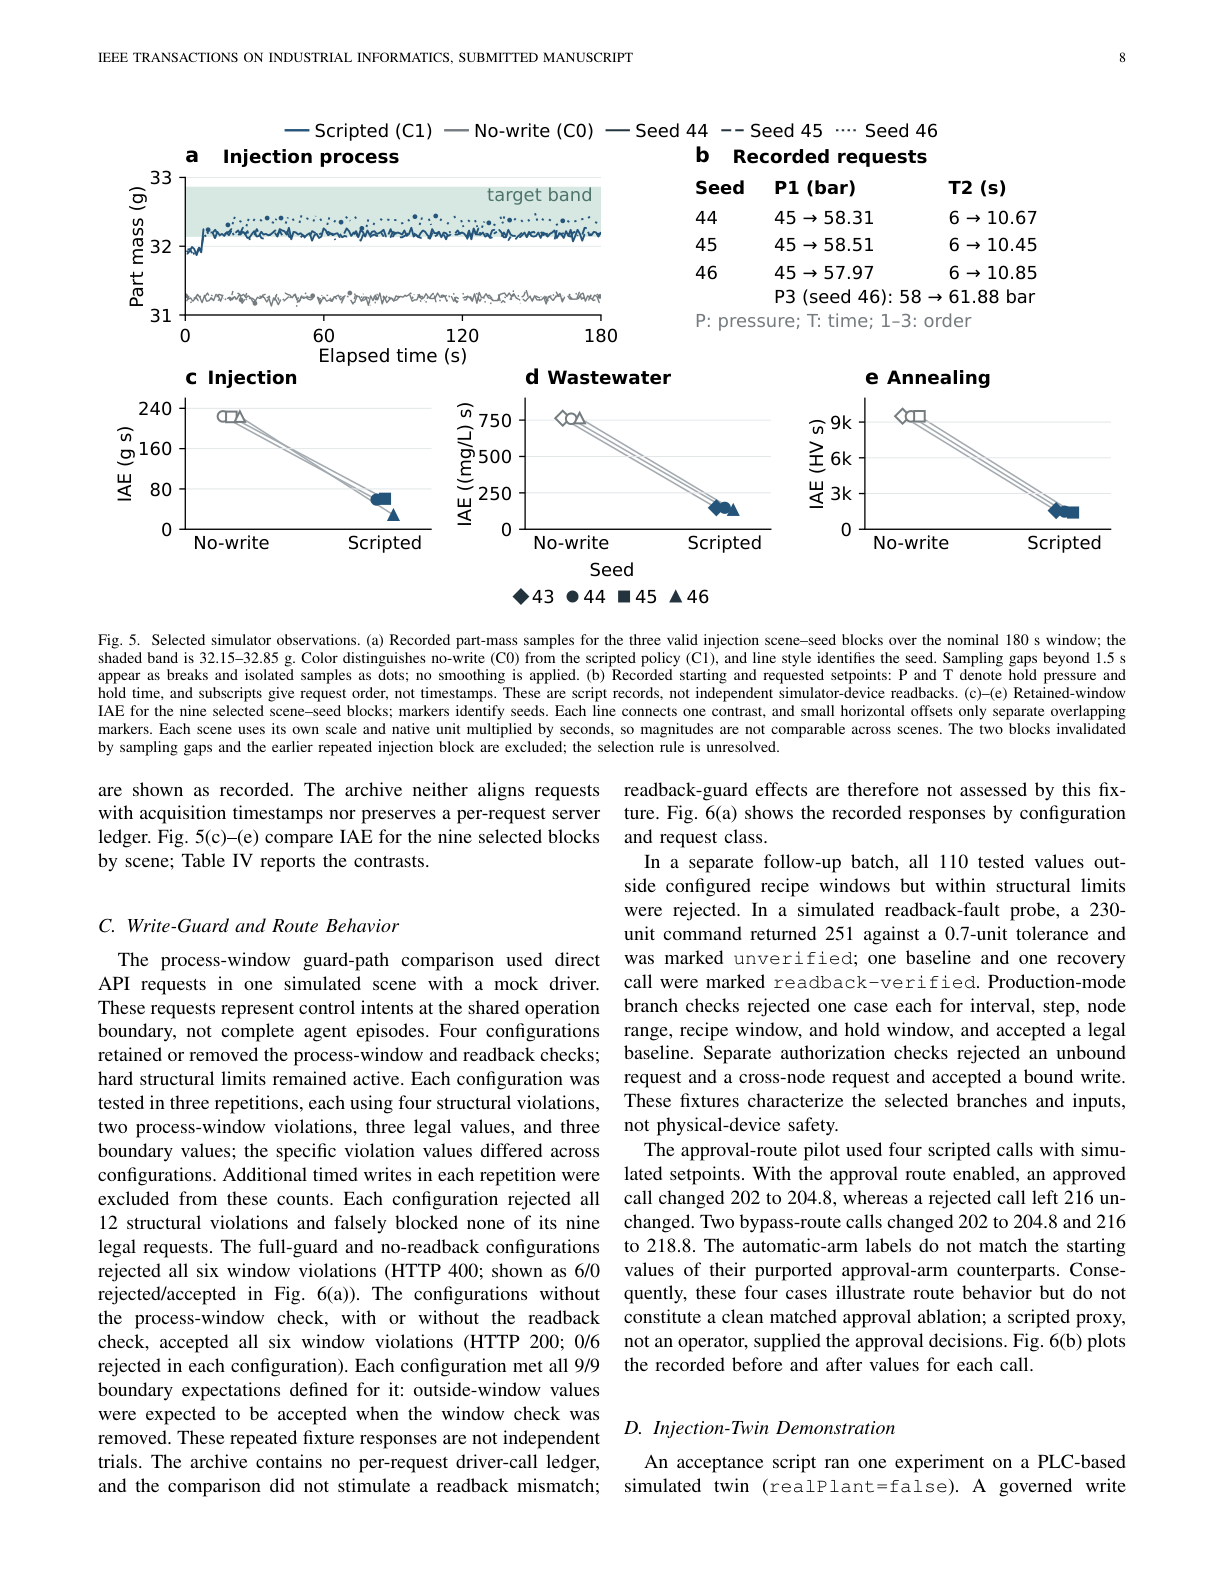 IEEE TRANSACTIONS ON INDUSTRIAL INFORMATICS, SUBMITTED MANUSCRIPT 8
Scripted (C1) No-write (C0) Seed 44 Seed 45 Seed 46
a Injection process
33
32
31
Part mass (g)
target band
0 60 120 180
Elapsed time (s)
b Recorded requests
Seed P1 (bar) T2 (s)
44 45 → 58.31 6 → 10.67
45 45 → 58.51 6 → 10.45
46 45 → 57.97 6 → 10.85
P3 (seed 46): 58 → 61.88 bar
P: pressure; T: time; 1–3: order
c Injection
240
160
80
0
IAE (g s)
No-write Scripted
d Wastewater
750
500
250
0
IAE ((mg/L) s)
No-write Scripted
e Annealing
9k
6k
3k
0
IAE (HV s)
No-write Scripted
Seed
43 44 45 46
Fig. 5. Selected simulator observations. (a) Recorded part-mass samples for the three valid injection scene–seed blocks over the nominal 180 s window; the
shaded band is 32.15–32.85 g. Color distinguishes no-write (C0) from the scripted policy (C1), and line style identifies the seed. Sampling gaps beyond 1.5 s
appear as breaks and isolated samples as dots; no smoothing is applied. (b) Recorded starting and requested setpoints: P and T denote hold pressure and
hold time, and subscripts give request order, not timestamps. These are script records, not independent simulator-device readbacks. (c)–(e) Retained-window
IAE for the nine selected scene–seed blocks; markers identify seeds. Each line connects one contrast, and small horizontal offsets only separate overlapping
markers. Each scene uses its own scale and native unit multiplied by seconds, so magnitudes are not comparable across scenes. The two blocks invalidated
by sampling gaps and the earlier repeated injection block are excluded; the selection rule is unresolved.
are shown as recorded. The archive neither aligns requests
with acquisition timestamps nor preserves a per-request server
ledger. Fig. 5(c)–(e) compare IAE for the nine selected blocks
by scene; Table IV reports the contrasts.
C. Write-Guard and Route Behavior
The process-window guard-path comparison used direct
API requests in one simulated scene with a mock driver.
These requests represent control intents at the shared operation
boundary, not complete agent episodes. Four configurations
retained or removed the process-window and readback checks;
hard structural limits remained active. Each configuration was
tested in three repetitions, each using four structural violations,
two process-window violations, three legal values, and three
boundary values; the specific violation values differed across
configurations. Additional timed writes in each repetition were
excluded from these counts. Each configuration rejected all
12 structural violations and falsely blocked none of its nine
legal requests. The full-guard and no-readback configurations
rejected all six window violations (HTTP 400; shown as 6/0
rejected/accepted in Fig. 6(a)). The configurations without
the process-window check, with or without the readback
check, accepted all six window violations (HTTP 200; 0/6
rejected in each configuration). Each configuration met all 9/9
boundary expectations defined for it: outside-window values
were expected to be accepted when the window check was
removed. These repeated fixture responses are not independent
trials. The archive contains no per-request driver-call ledger,
and the comparison did not stimulate a readback mismatch;
readback-guard effects are therefore not assessed by this fix-
ture. Fig. 6(a) shows the recorded responses by configuration
and request class.
In a separate follow-up batch, all 110 tested values out-
side configured recipe windows but within structural limits
were rejected. In a simulated readback-fault probe, a 230-
unit command returned 251 against a 0.7-unit tolerance and
was marked unverified; one baseline and one recovery
call were marked readback-verified. Production-mode
branch checks rejected one case each for interval, step, node
range, recipe window, and hold window, and accepted a legal
baseline. Separate authorization checks rejected an unbound
request and a cross-node request and accepted a bound write.
These fixtures characterize the selected branches and inputs,
not physical-device safety.
The approval-route pilot used four scripted calls with simu-
lated setpoints. With the approval route enabled, an approved
call changed 202 to 204.8, whereas a rejected call left 216 un-
changed. Two bypass-route calls changed 202 to 204.8 and 216
to 218.8. The automatic-arm labels do not match the starting
values of their purported approval-arm counterparts. Conse-
quently, these four cases illustrate route behavior but do not
constitute a clean matched approval ablation; a scripted proxy,
not an operator, supplied the approval decisions. Fig. 6(b) plots
the recorded before and after values for each call.
D. Injection-Twin Demonstration
An acceptance script ran one experiment on a PLC-based
simulated twin (realPlant=false). A governed write